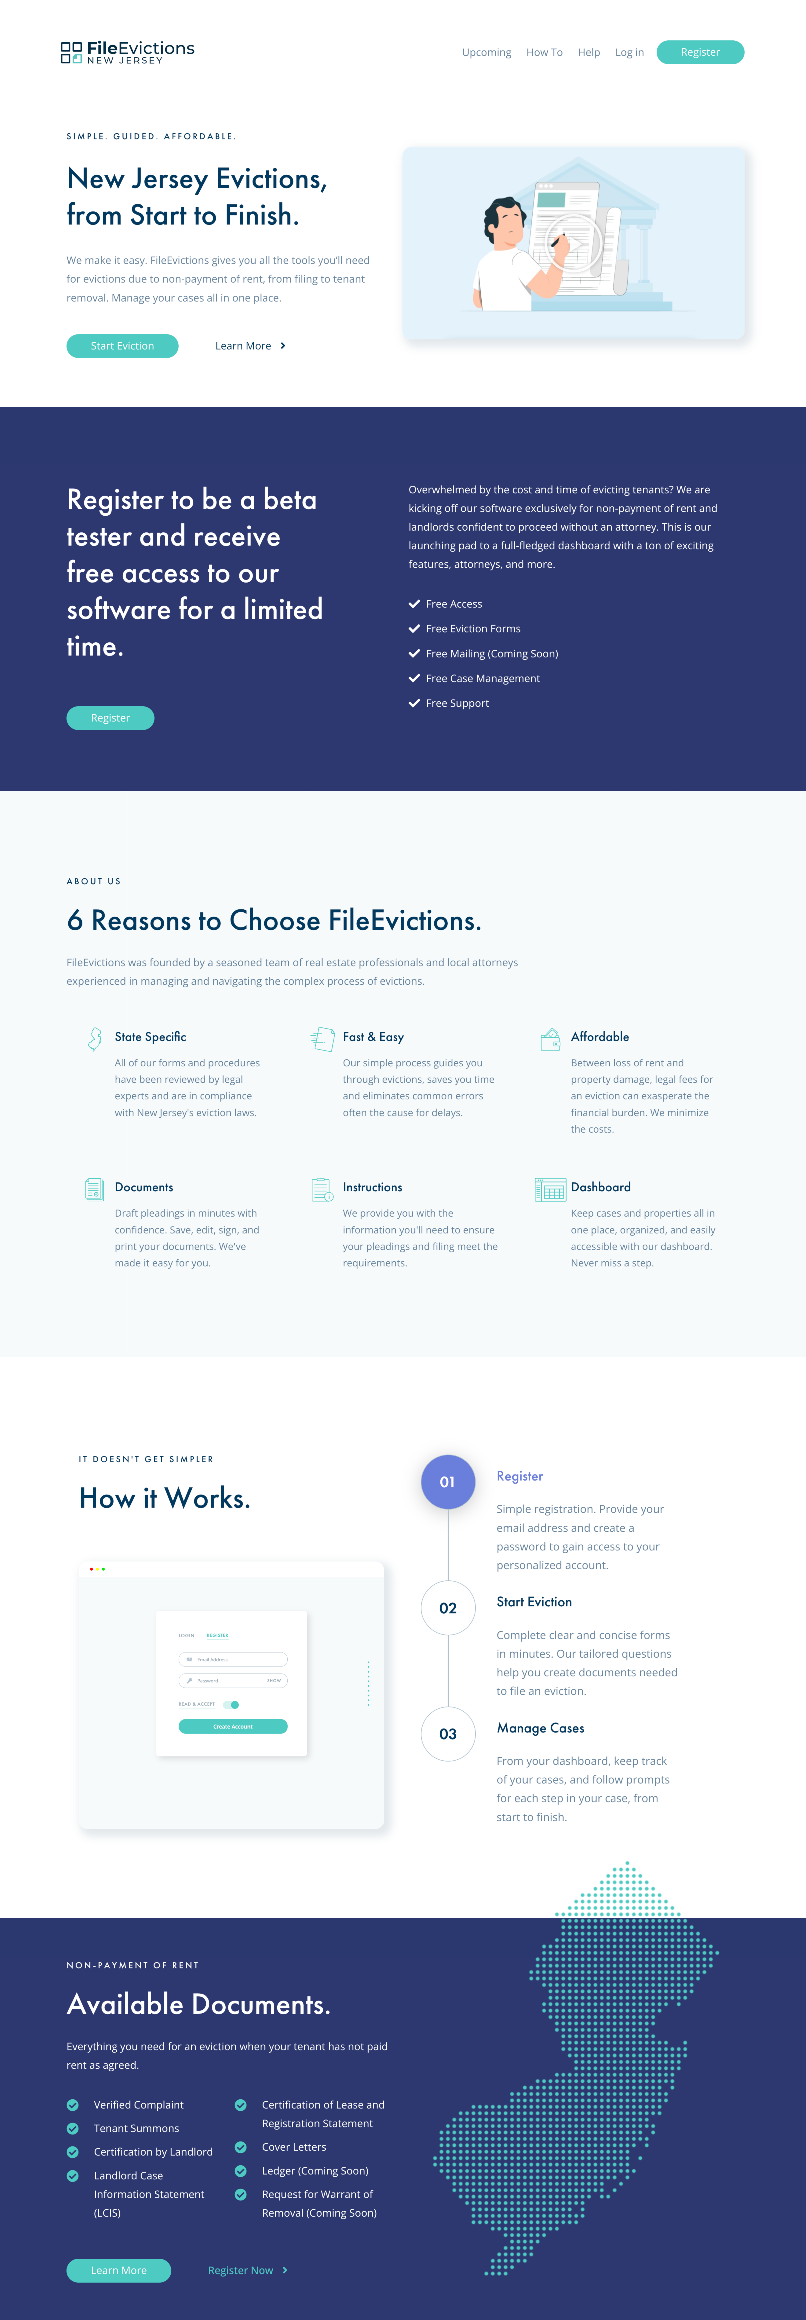 FileEvictions
NEW JERSEY
Upcoming How To Help Log in Register
SIMPLE. GUIDED. AFFORDABLE.
New Jersey Evictions,
from Start to Finish.
We make it easy. FileEvictions gives you all the tools you'll need
for evictions due to non-payment of rent, from filing to tenant
removal. Manage your cases all in one place.
Start Eviction
Learn More
Register to be a beta
tester and receive
free access to our
software for a limited
time.
Register
Overwhelmed by the cost and time of evicting tenants? We are
kicking off our software exclusively for non-payment of rent and
landlords confident to proceed without an attorney. This is our
launching pad to a full-fledged dashboard with a ton of exciting
features, attorneys, and more.
Free Access
Free Eviction Forms
Free Mailing (Coming Soon)
Free Case Management
Free Support
ABOUT US
6 Reasons to Choose FileEvictions.
FileEvictions was founded by a seasoned team of real estate professionals and local attorneys
experienced in managing and navigating the complex process of evictions.
State Specific
All of our forms and procedures
have been reviewed by legal
experts and are in compliance
with New Jersey's eviction laws.
Fast & Easy
Our simple process guides you
through evictions, saves you time
and eliminates common errors
often the cause for delays.
Affordable
Between loss of rent and
property damage, legal fees for
an eviction can exasperate the
financial burden. We minimize
the costs.
Documents
Draft pleadings in minutes with
confidence. Save, edit, sign, and
print your documents. We've
made it easy for you.
Instructions
We provide you with the
information you'll need to ensure
your pleadings and filing meet the
requirements.
Dashboard
Keep cases and properties all in
one place, organized, and easily
accessible with our dashboard.
Never miss a step.
IT DOESN'T GET SIMPLER
How it Works.
LOGIN REGISTER
Email Address
Password SHOW
READ & ACCEPT
Create Account
01
Register
Simple registration. Provide your
email address and create a
password to gain access to your
personalized account.
02
Start Eviction
Complete clear and concise forms
in minutes. Our tailored questions
help you create documents needed
to file an eviction.
03
Manage Cases
From your dashboard, keep track
of your cases, and follow prompts
for each step in your case, from
start to finish.
NON-PAYMENT OF RENT
Available Documents.
Everything you need for an eviction when your tenant has not paid
rent as agreed.
Verified Complaint
Tenant Summons
Certification by Landlord
Landlord Case
Information Statement
(LCIS)
Certification of Lease and
Registration Statement
Cover Letters
Ledger (Coming Soon)
Request for Warrant of
Removal (Coming Soon)
Learn More
Register Now